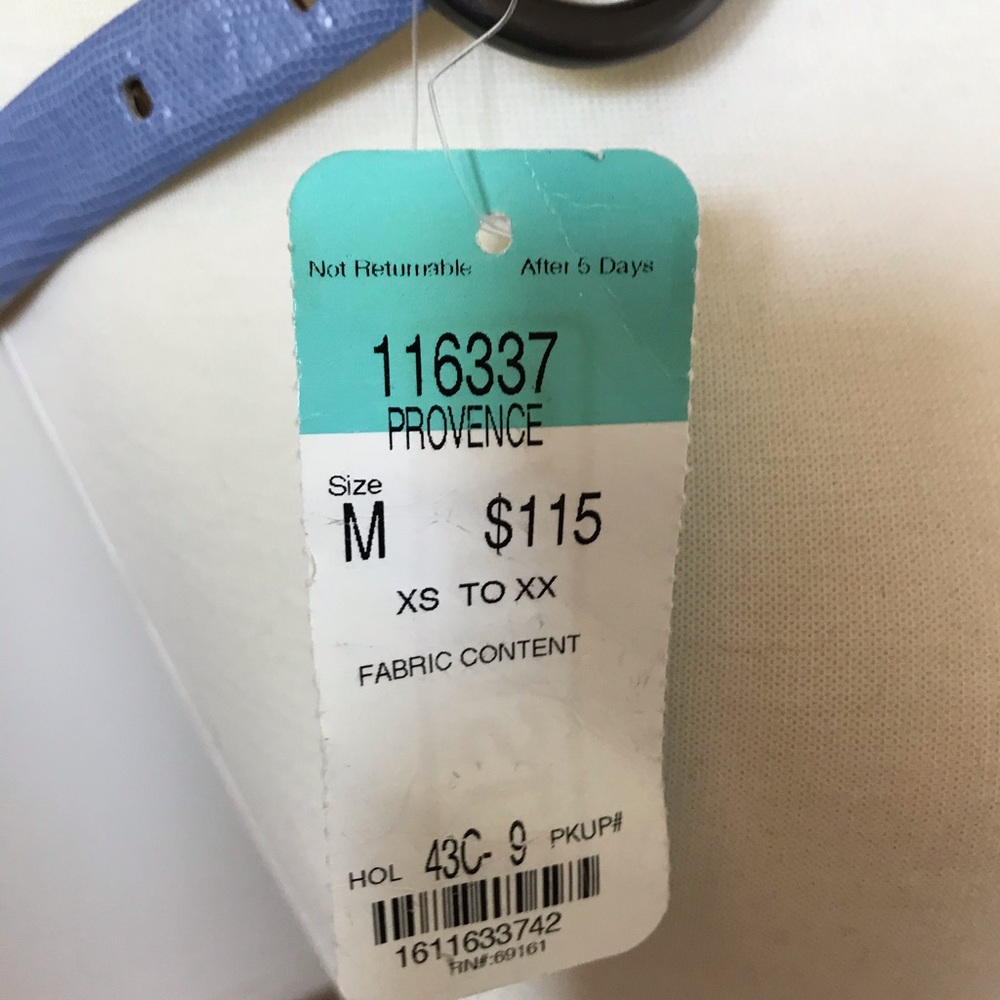 Not Returnable After 5 Days
116337
PROVENCE
Size
M $115
XS TO XX
FABRIC CONTENT
HOL 43C- 9 PKUP#
1611633742
RN#:69161